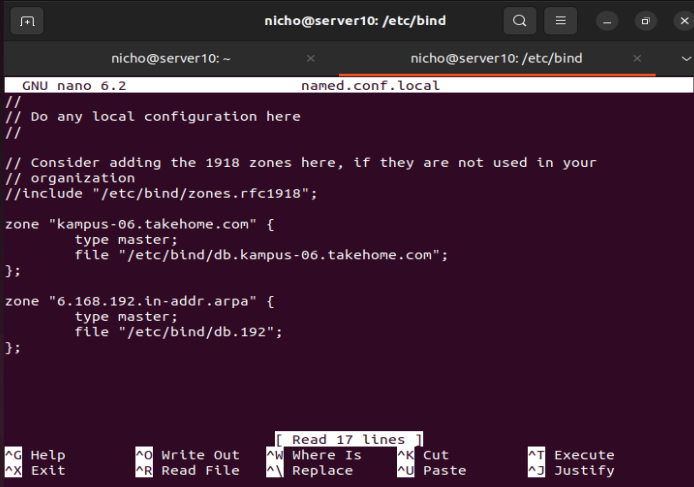 nicho@server10: /etc/bind
nicho@server10: ~
nicho@server10: /etc/bind
GNU nano 6.2 named.conf.local
//
// Do any local configuration here
//
// Consider adding the 1918 zones here, if they are not used in your
// organization
//include "/etc/bind/zones.rfc1918";
zone "kampus-06.takehome.com" {
type master;
file "/etc/bind/db.kampus-06.takehome.com";
};
zone "6.168.192.in-addr.arpa" {
type master;
file "/etc/bind/db.192";
};
[ Read 17 lines ]
^G Help ^O Write Out ^W Where Is ^K Cut ^T Execute
^X Exit ^R Read File ^\ Replace ^U Paste ^J Justify